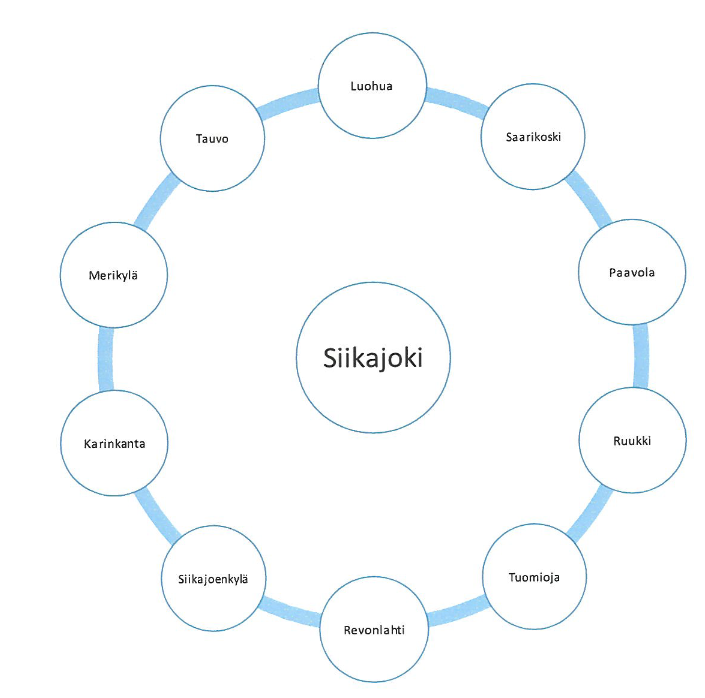 Luohua
Saarikoski
Paavola
Ruukki
Tuomioja
Revonlahti
Siikajoenkylä
Karinkanta
Merikylä
Tauvo
Siikajoki